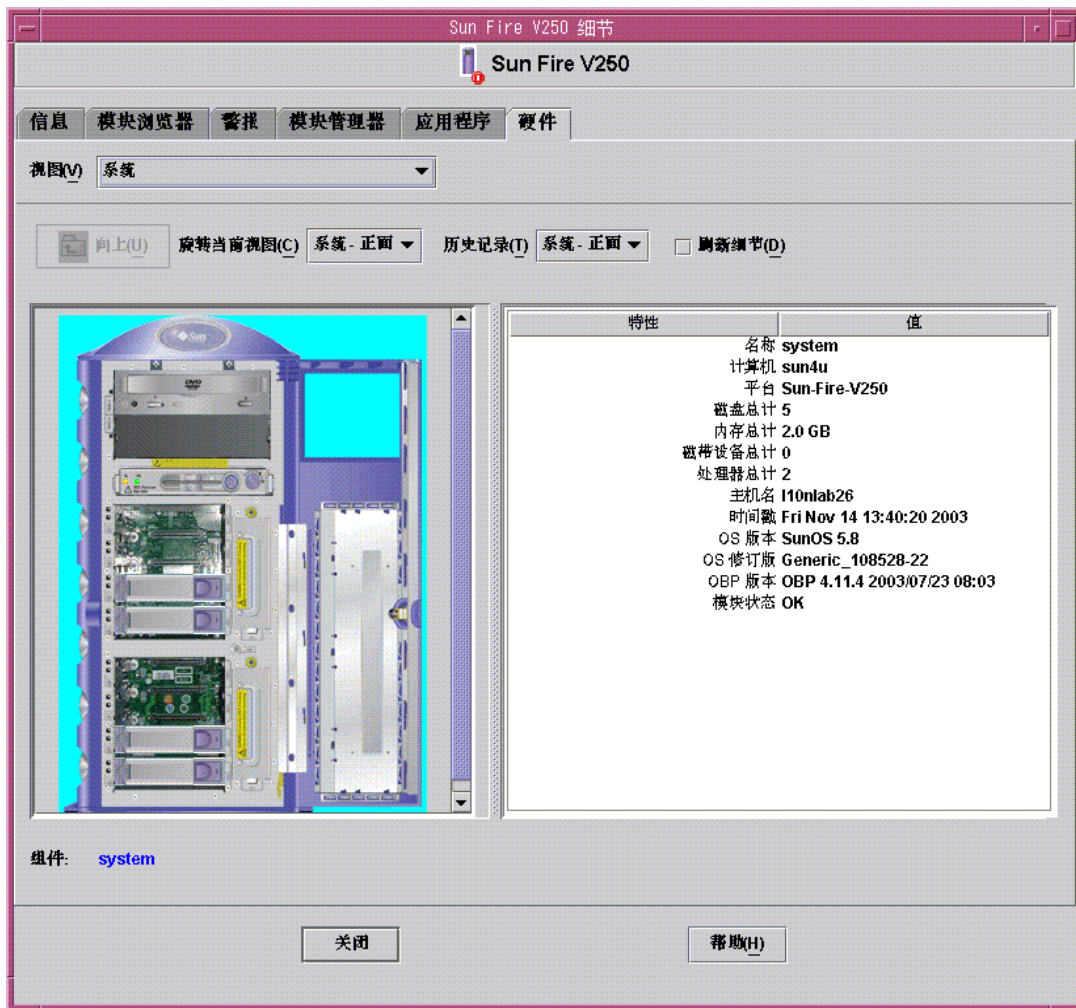 Sun Fire V250 细节
Sun Fire V250
信息 模块浏览器 警报 模块管理器 应用程序 硬件
视图(V) 系统
向上(U) 旋转当前视图(C) 系统 - 正面 历史记录(T) 系统 - 正面 刷新细节(D)
特性 值
名称 system
计算机 sun4u
平台 Sun-Fire-V250
磁盘总计 5
内存总计 2.0 GB
磁带设备总计 0
处理器总计 2
主机名 l10nlab26
时间戳 Fri Nov 14 13:40:20 2003
OS 版本 SunOS 5.8
OS 修订版 Generic_108528-22
OBP 版本 OBP 4.11.4 2003/07/23 08:03
模块状态 OK
Sun
DVD
组件: system
关闭 帮助(H)